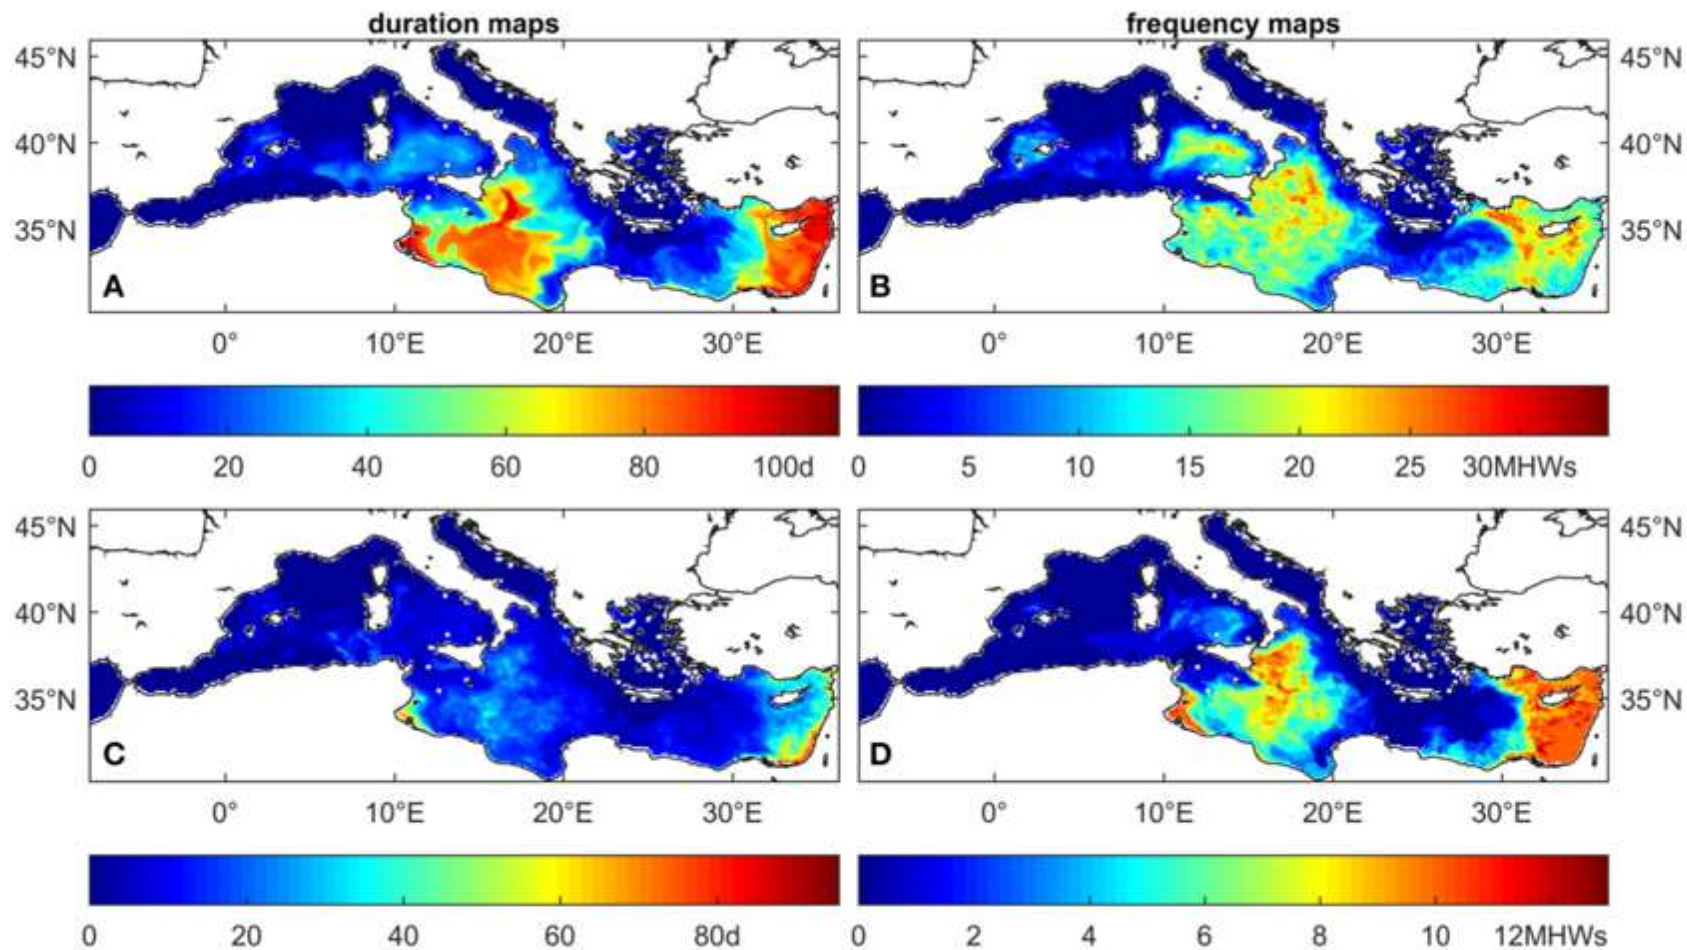 duration maps frequency maps
45°N 45°N
40°N 40°N
35°N 35°N
A B
0° 10°E 20°E 30°E 0° 10°E 20°E 30°E
0 20 40 60 80 100d 0 5 10 15 20 25 30MHWs
45°N 45°N
40°N 40°N
35°N 35°N
C D
0° 10°E 20°E 30°E 0° 10°E 20°E 30°E
0 20 40 60 80d 0 2 4 6 8 10 12MHWs